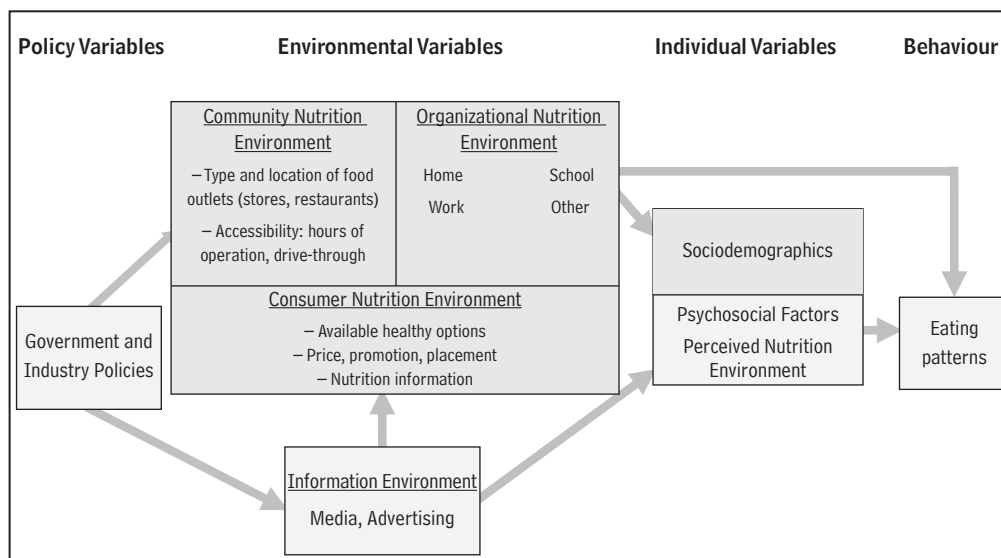 Policy Variables
Environmental Variables
Individual Variables
Behaviour
Community Nutrition
Environment
– Type and location of food
outlets (stores, restaurants)
– Accessibility: hours of
operation, drive-through
Organizational Nutrition
Environment
Home School
Work Other
Consumer Nutrition Environment
– Available healthy options
– Price, promotion, placement
– Nutrition information
Government and
Industry Policies
Information Environment
Media, Advertising
Sociodemographics
Psychosocial Factors
Perceived Nutrition
Environment
Eating
patterns